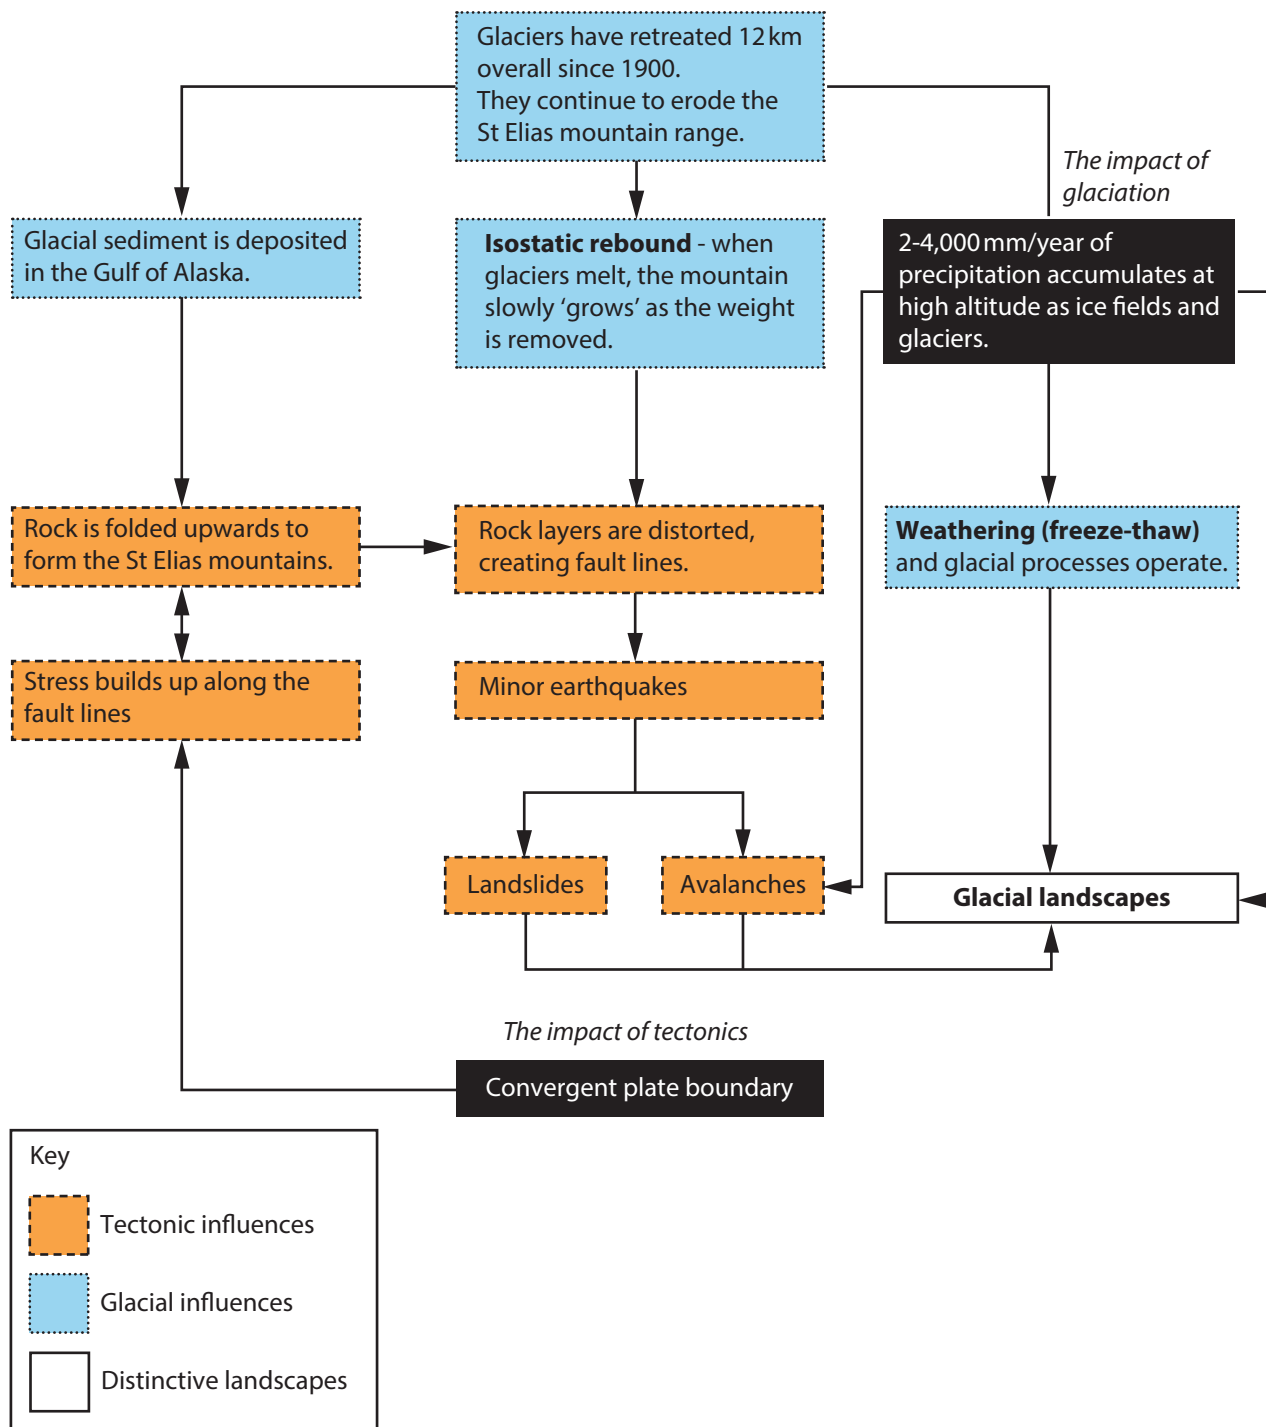 Glaciers have retreated 12 km
overall since 1900.
They continue to erode the
St Elias mountain range.
The impact of
glaciation
Glacial sediment is deposited
in the Gulf of Alaska.
Isostatic rebound - when
glaciers melt, the mountain
slowly ‘grows’ as the weight
is removed.
2-4,000 mm/year of
precipitation accumulates at
high altitude as ice fields and
glaciers.
Rock is folded upwards to
form the St Elias mountains.
Rock layers are distorted,
creating fault lines.
Weathering (freeze-thaw)
and glacial processes operate.
Stress builds up along the
fault lines
Minor earthquakes
Landslides
Avalanches
Glacial landscapes
The impact of tectonics
Convergent plate boundary
Key
Tectonic influences
Glacial influences
Distinctive landscapes